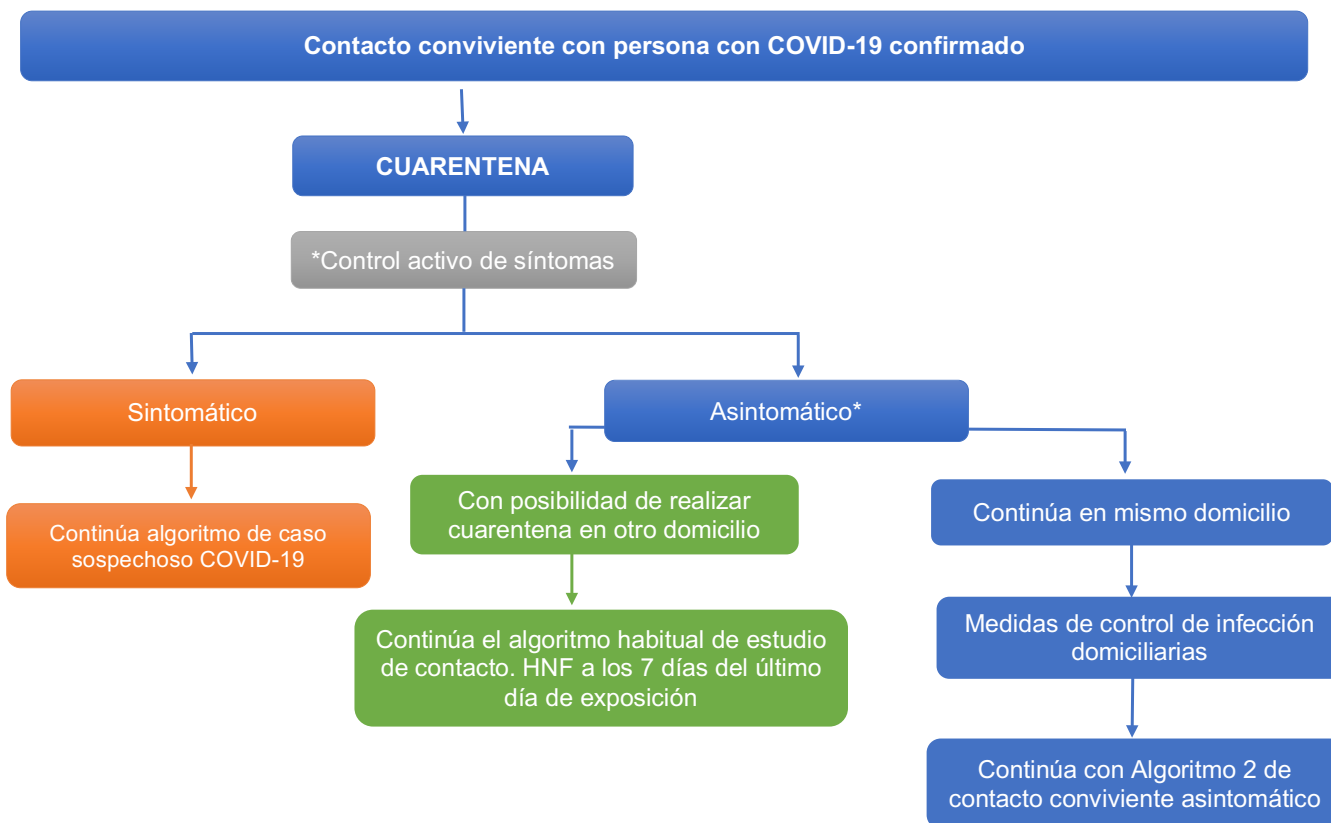 Contacto conviviente con persona con COVID-19 confirmado
CUARENTENA
*Control activo de síntomas
Sintomático
Asintomático*
Continúa algoritmo de caso
sospechoso COVID-19
Con posibilidad de realizar
cuarentena en otro domicilio
Continúa el algoritmo habitual de estudio
de contacto. HNF a los 7 días del último
día de exposición
Continúa en mismo domicilio
Medidas de control de infección
domiciliarias
Continúa con Algoritmo 2 de
contacto conviviente asintomático